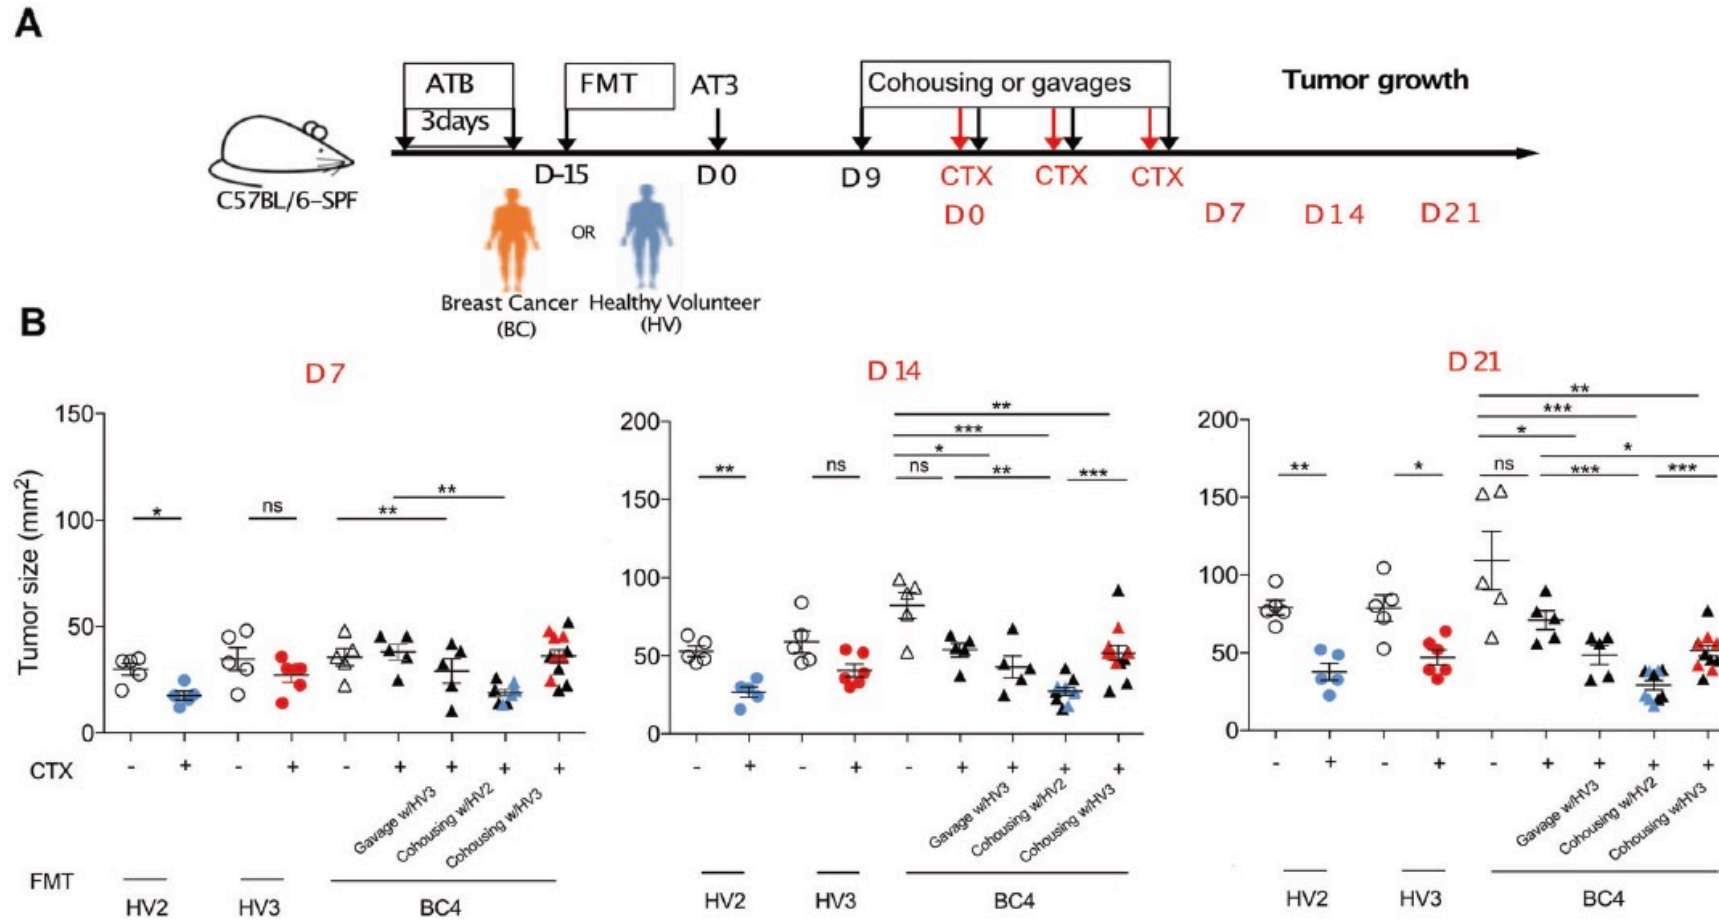 A
ATB
FMT
AT3
Cohousing or gavages
Tumor growth
3days
D-15
D0
D9
CTX
CTX
CTX
C57BL/6-SPF
D0
D7
D14
D21
OR
Breast Cancer
(BC)
Healthy Volunteer
(HV)
B
D7
Tumor size (mm²)
150
100
50
0
*
ns
**
**
CTX
- + - + - + + + +
Gavage w/HV3
Cohousing w/HV2
Cohousing w/HV3
FMT
HV2
HV3
BC4
D14
200
150
100
50
0
**
ns
**
***
*
ns
**
***
- + - + - + + + +
Gavage w/HV3
Cohousing w/HV2
Cohousing w/HV3
HV2
HV3
BC4
D21
200
150
100
50
0
**
*
**
***
*
*
ns
***
***
- + - + - + + + +
Gavage w/HV3
Cohousing w/HV2
Cohousing w/HV3
HV2
HV3
BC4